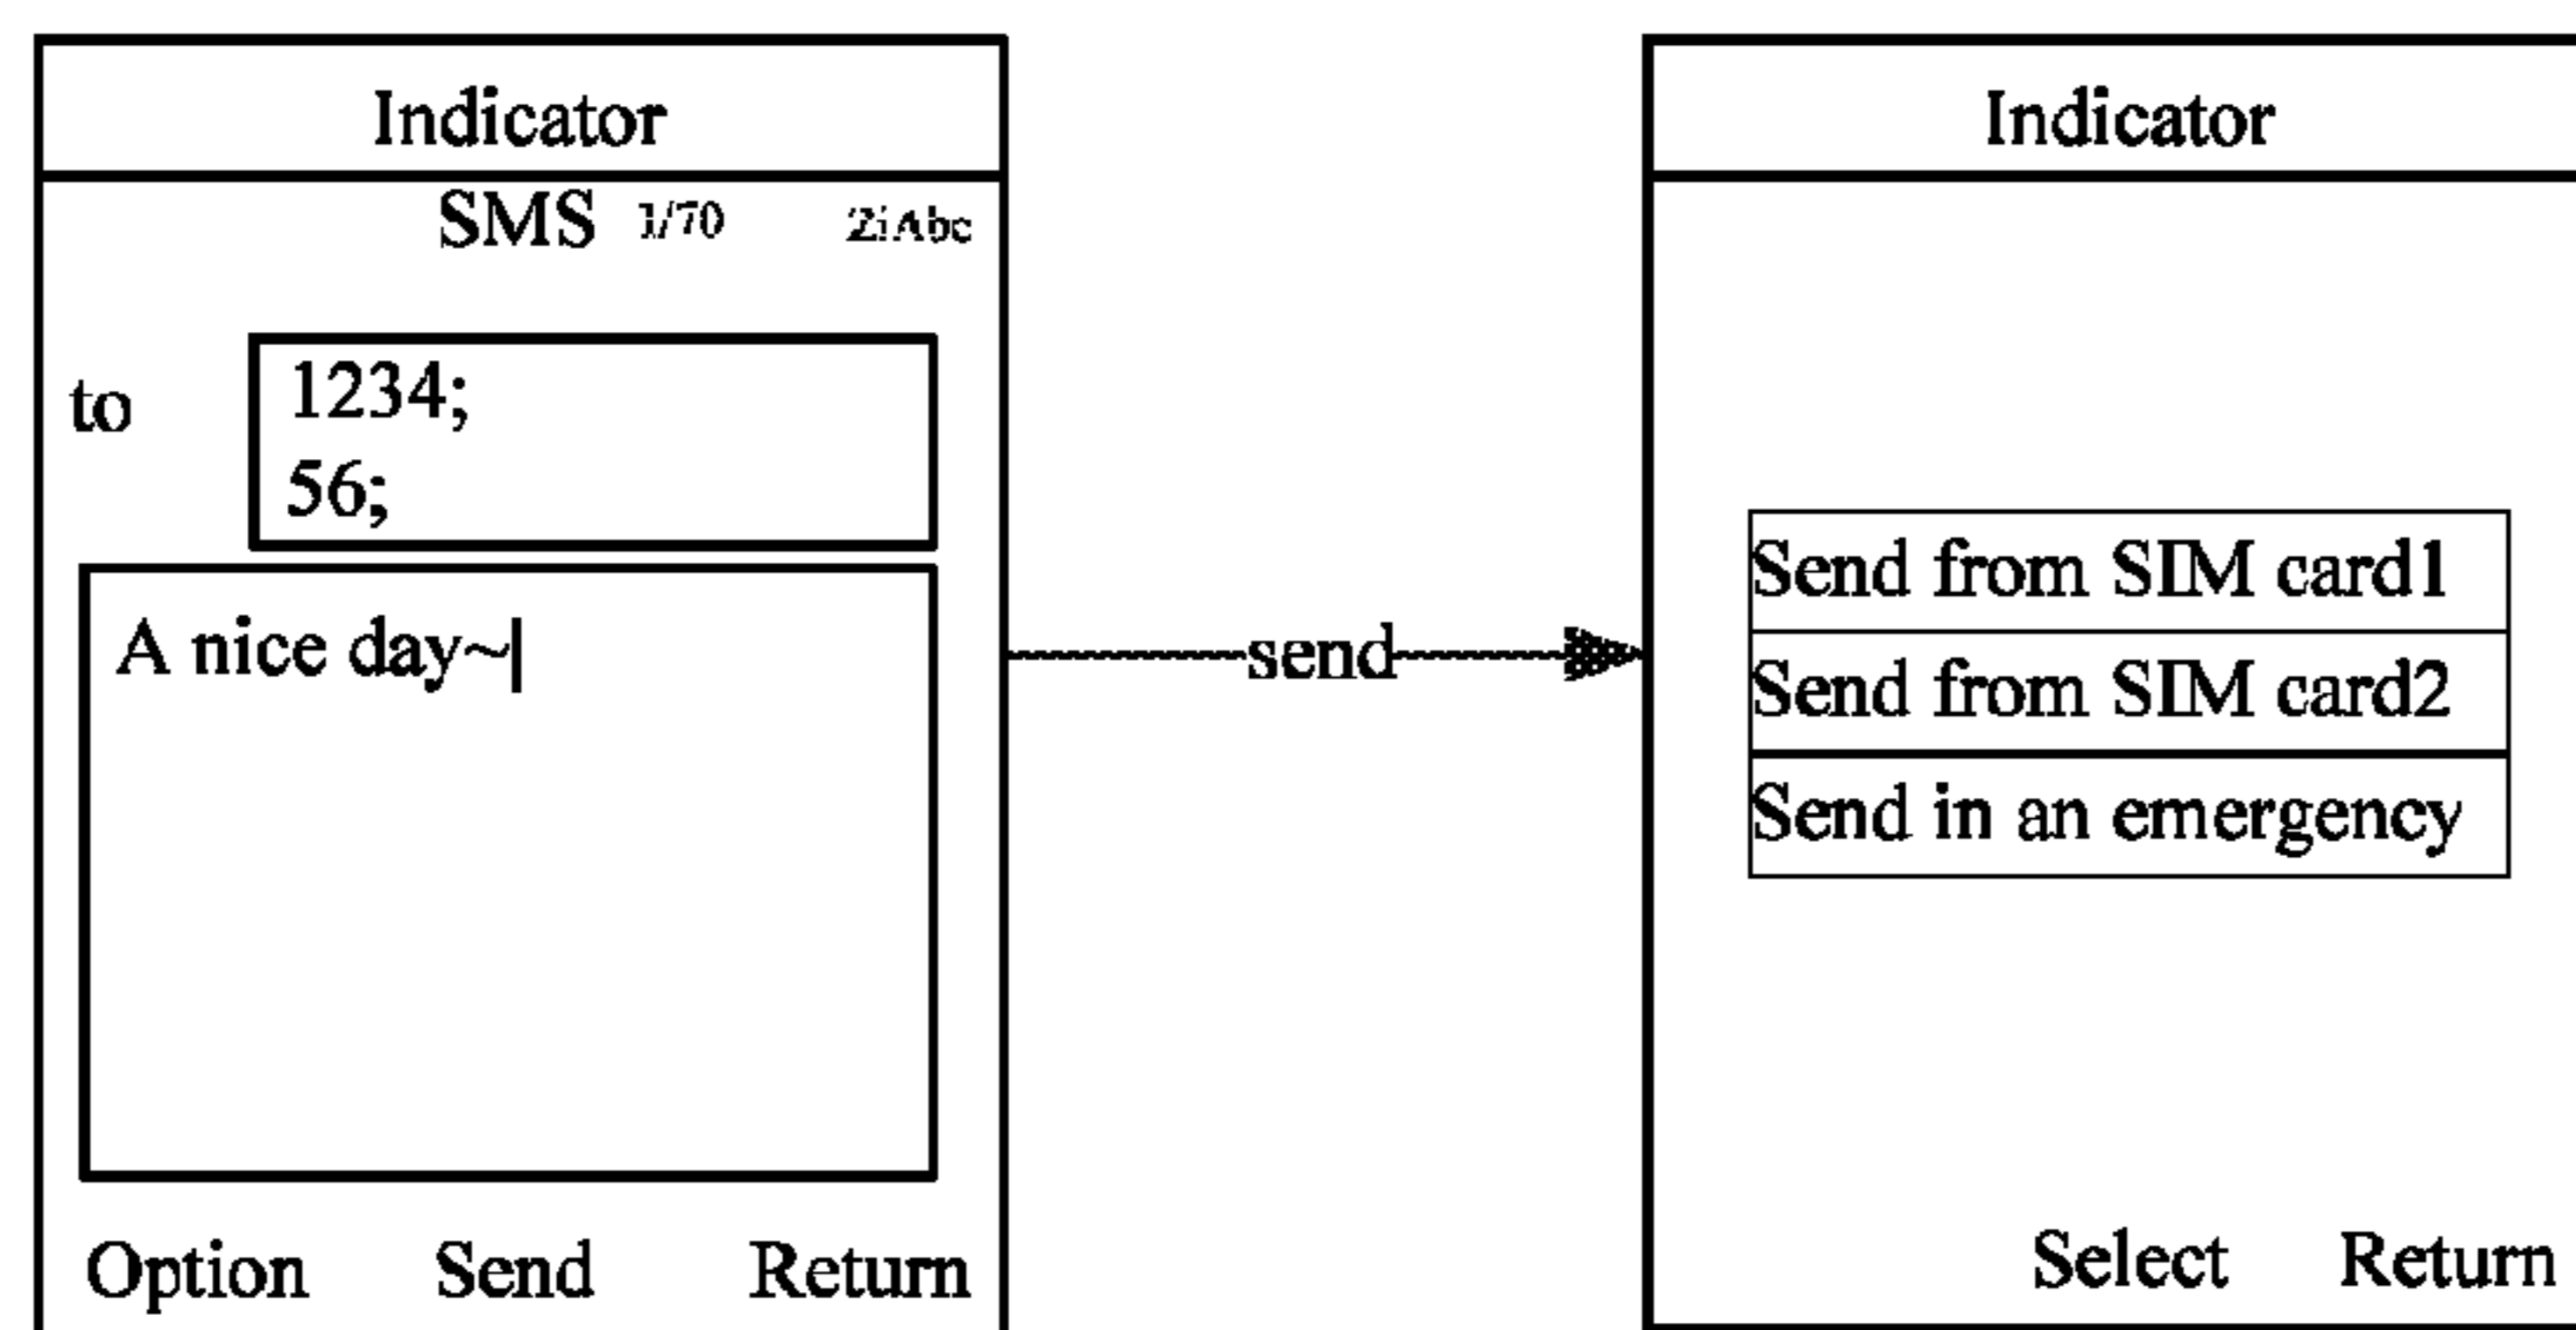 Indicator
SMS 1/70 2iAbc
to
1234;
56;
A nice day~|
Option Send Return
send
Indicator
Send from SIM card1
Send from SIM card2
Send in an emergency
Select Return